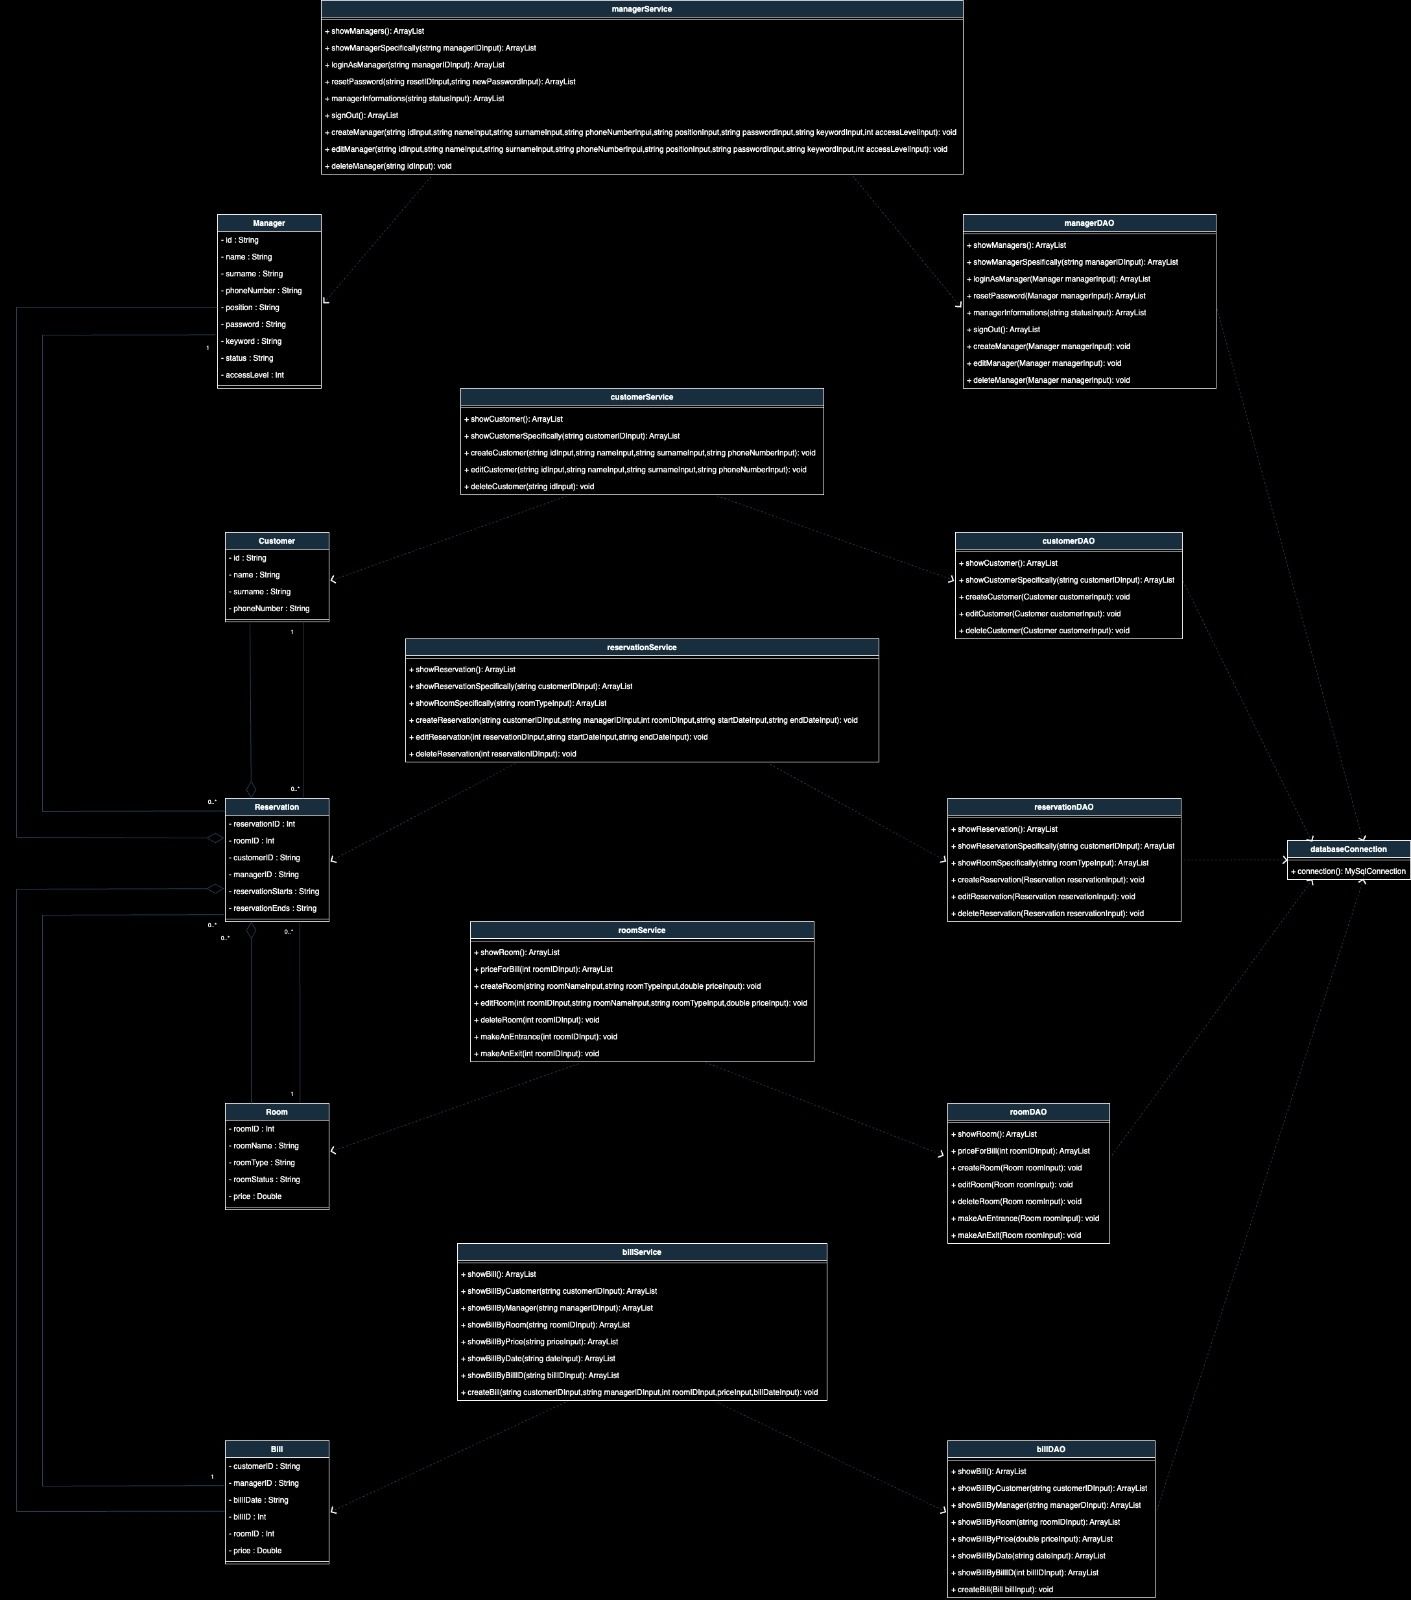 managerService
+ showManagers(): ArrayList
+ showManagerSpecifically(string managerIDInput): ArrayList
+ loginAsManager(string managerIDInput): ArrayList
+ resetPassword(string resetIDInput,string newPasswordInput): ArrayList
+ managerInformations(string statusInput): ArrayList
+ signOut(): ArrayList
+ createManager(string idInput,string nameInput,string surnameInput,string phoneNumberInpui,string positionInput,string passwordInput,string keywordInput,int accessLevelInput): void
+ editManager(string idInput,string nameInput,string surnameInput,string phoneNumberInpui,string positionInput,string passwordInput,string keywordInput,int accessLevelInput): void
+ deleteManager(string idInput): void
Manager
- id : String
- name : String
- surname : String
- phoneNumber : String
- position : String
- password : String
- keyword : String
- status : String
- accessLevel : Int
1
managerDAO
+ showManagers(): ArrayList
+ showManagerSpesifically(string managerIDInput): ArrayList
+ loginAsManager(Manager managerInput): ArrayList
+ resetPassword(Manager managerInput): ArrayList
+ managerInformations(string statusInput): ArrayList
+ signOut(): ArrayList
+ createManager(Manager managerInput): void
+ editManager(Manager managerInput): void
+ deleteManager(Manager managerInput): void
customerService
+ showCustomer(): ArrayList
+ showCustomerSpecifically(string customerIDInput): ArrayList
+ createCustomer(string idInput,string nameInput,string surnameInput,string phoneNumberInput): void
+ editCustomer(string idInput,string nameInput,string surnameInput,string phoneNumberInput): void
+ deleteCustomer(string idInput): void
Customer
- id : String
- name : String
- surname : String
- phoneNumber : String
1
customerDAO
+ showCustomer(): ArrayList
+ showCustomerSpecifically(string customerIDInput): ArrayList
+ createCustomer(Customer customerInput): void
+ editCustomer(Customer customerInput): void
+ deleteCustomer(Customer customerInput): void
reservationService
+ showReservation(): ArrayList
+ showReservationSpecifically(string customerIDInput): ArrayList
+ showRoomSpecifically(string roomTypeInput): ArrayList
+ createReservation(string customerIDInput,string managerIDInput,int roomIDInput,string startDateInput,string endDateInput): void
+ editReservation(int reservationIDInput,string startDateInput,string endDateInput): void
+ deleteReservation(int reservationIDInput): void
0..*
0..*
Reservation
- reservationID : Int
- roomID : Int
- customerID : String
- managerID : String
- reservationStarts : String
- reservationEnds : String
0..*
0..*
0..*
reservationDAO
+ showReservation(): ArrayList
+ showReservationSpecifically(string customerIDInput): ArrayList
+ showRoomSpecifically(string roomTypeInput): ArrayList
+ createReservation(Reservation reservationInput): void
+ editReservation(Reservation reservationInput): void
+ deleteReservation(Reservation reservationInput): void
databaseConnection
+ connection(): MySqlConnection
roomService
+ showRoom(): ArrayList
+ priceForBill(int roomIDInput): ArrayList
+ createRoom(string roomNameInput,string roomTypeInput,double priceInput): void
+ editRoom(int roomIDInput,string roomNameInput,string roomTypeInput,double priceInput): void
+ deleteRoom(int roomIDInput): void
+ makeAnEntrance(int roomIDInput): void
+ makeAnExit(int roomIDInput): void
1
Room
- roomID : Int
- roomName : String
- roomType : String
- roomStatus : String
- price : Double
roomDAO
+ showRoom(): ArrayList
+ priceForBill(int roomIDInput): ArrayList
+ createRoom(Room roomInput): void
+ editRoom(Room roomInput): void
+ deleteRoom(Room roomInput): void
+ makeAnEntrance(Room roomInput): void
+ makeAnExit(Room roomInput): void
billService
+ showBill(): ArrayList
+ showBillByCustomer(string customerIDInput): ArrayList
+ showBillByManager(string managerIDInput): ArrayList
+ showBillByRoom(string roomIDInput): ArrayList
+ showBillByPrice(string priceInput): ArrayList
+ showBillByDate(string dateInput): ArrayList
+ showBillByBillID(string billIDInput): ArrayList
+ createBill(string customerIDInput,string managerIDInput,int roomIDInput,priceInput,billDateInput): void
Bill
- customerID : String
- managerID : String
- billDate : String
- billID : Int
- roomID : Int
- price : Double
1
billDAO
+ showBill(): ArrayList
+ showBillByCustomer(string customerIDInput): ArrayList
+ showBillByManager(string managerDInput): ArrayList
+ showBillByRoom(string roomIDInput): ArrayList
+ showBillByPrice(double priceInput): ArrayList
+ showBillByDate(string dateInput): ArrayList
+ showBillByBillID(int billIDInput): ArrayList
+ createBill(Bill billInput): void